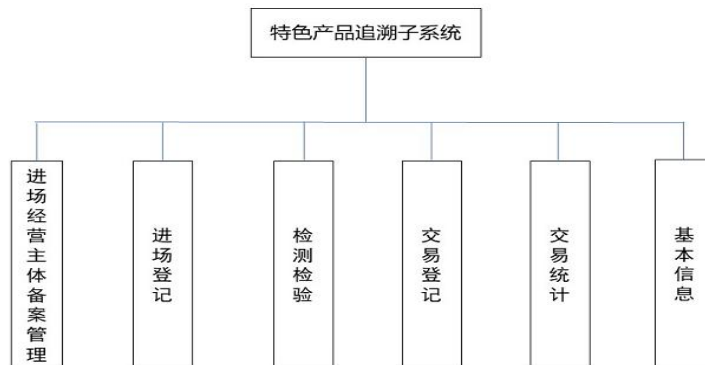 特色产品追溯子系统
进场经营主体备案管理
进场登记
检测检验
交易登记
交易统计
基本信息